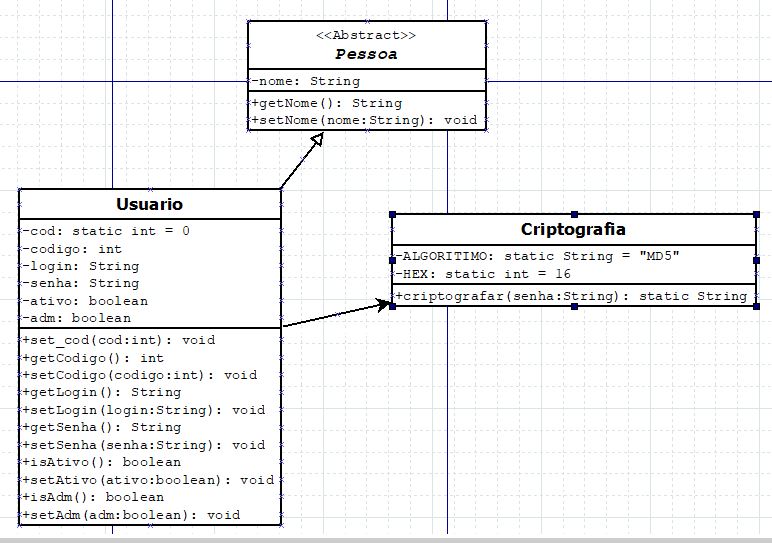 <<Abstract>>
Pessoa
-nome: String
+getNome(): String
+setNome(nome:String): void
Usuario
-cod: static int = 0
-codigo: int
-login: String
-senha: String
-ativo: boolean
-adm: boolean
+set_cod(cod:int): void
+getCodigo(): int
+setCodigo(codigo:int): void
+getLogin(): String
+setLogin(login:String): void
+getSenha(): String
+setSenha(senha:String): void
+isAtivo(): boolean
+setAtivo(ativo:boolean): void
+isAdm(): boolean
+setAdm(adm:boolean): void
Criptografia
-ALGORITIMO: static String = "MD5"
-HEX: static int = 16
+criptografar(senha:String): static String